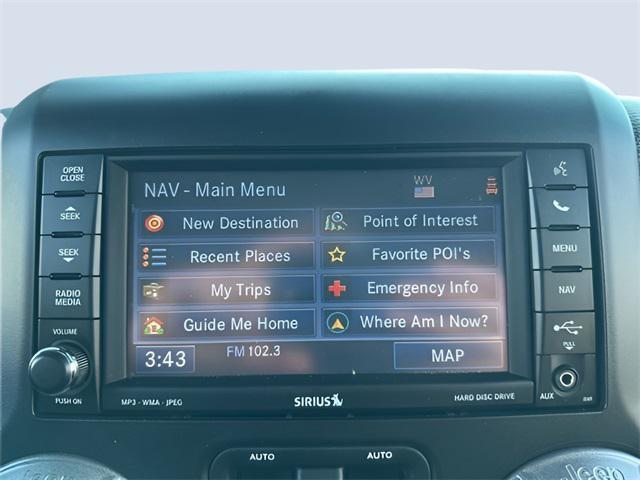 OPEN
CLOSE
SEEK
SEEK
RADIO
MEDIA
VOLUME
PUSH ON
NAV - Main Menu
WV
New Destination
Point of Interest
Recent Places
Favorite POI's
My Trips
Emergency Info
Guide Me Home
Where Am I Now?
3:43
FM 102.3
MAP
MP3 - WMA - JPEG
SIRIUS
HARD DISC DRIVE
MENU
NAV
PULL
AUX
AUTO
AUTO
Jeep